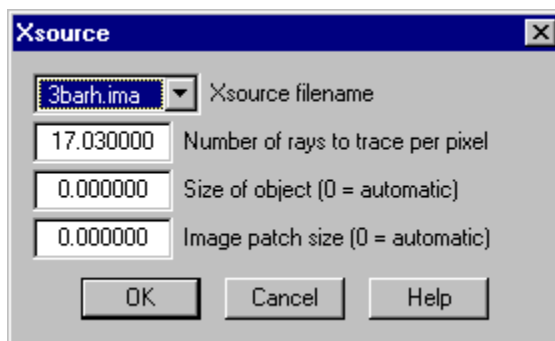 Xsource
3barh.ima Xsource filename
17.030000 Number of rays to trace per pixel
0.000000 Size of object (0 = automatic)
0.000000 Image patch size (0 = automatic)
OK Cancel Help